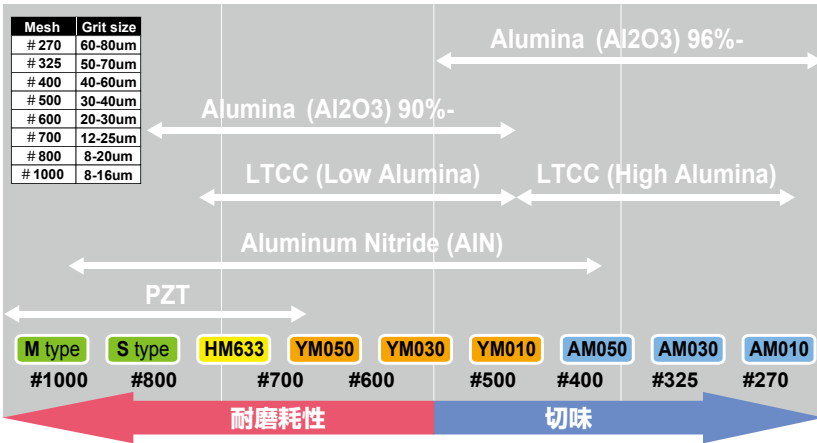 Mesh Grit size
#270 60-80um
#325 50-70um
#400 40-60um
#500 30-40um
#600 20-30um
#700 12-25um
#800 8-20um
#1000 8-16um
Alumina (Al2O3) 96%-
Alumina (Al2O3) 90%-
LTCC (Low Alumina) LTCC (High Alumina)
Aluminum Nitride (AlN)
PZT
M type S type HM633 YM050 YM030 YM010 AM050 AM030 AM010
#1000 #800 #700 #600 #500 #400 #325 #270
耐磨耗性 切味